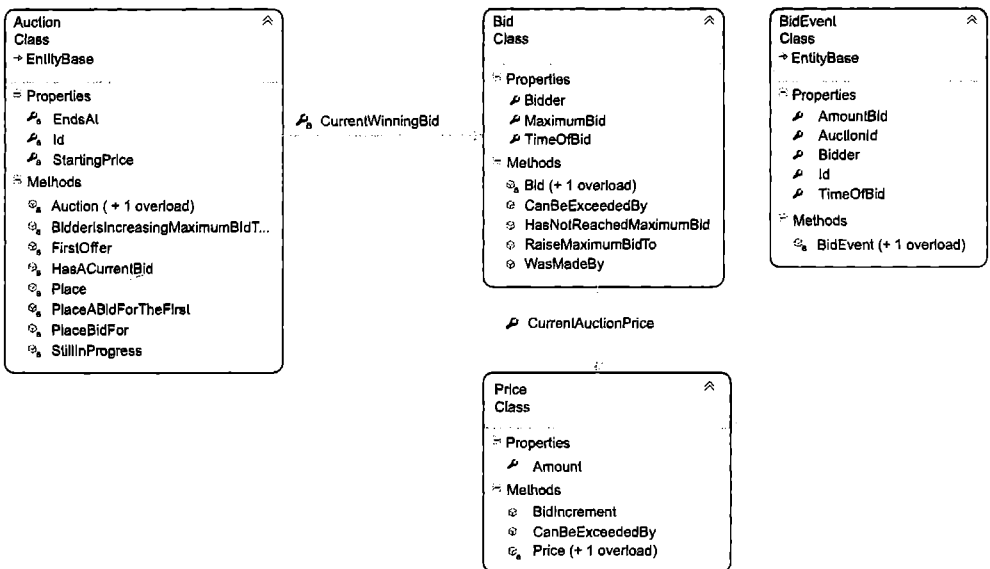 Auction
Class
→ EntityBase
Properties
EndsAt
Id
StartingPrice
Methods
Auction ( + 1 overload)
BidderIsIncreasingMaximumBidT...
FirstOffer
HasACurrentBid
Place
PlaceABidForTheFirst
PlaceBidFor
StillInProgress
CurrentWinningBid
Bid
Class
Properties
Bidder
MaximumBid
TimeOfBid
Methods
Bid (+ 1 overload)
CanBeExceededBy
HasNotReachedMaximumBid
RaiseMaximumBidTo
WasMadeBy
CurrentAuctionPrice
Price
Class
Properties
Amount
Methods
BidIncrement
CanBeExceededBy
Price (+ 1 overload)
BidEvent
Class
→ EntityBase
Properties
AmountBid
AuctionId
Bidder
Id
TimeOfBid
Methods
BidEvent (+ 1 overload)